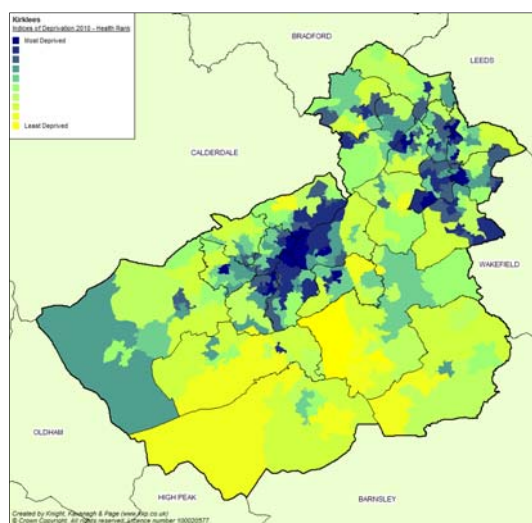 Kirklees
Indices of Deprivation 2010 - Health Rank
Most Deprived
Least Deprived
BRADFORD
LEEDS
CALDERDALE
WAKEFIELD
OLDHAM
HIGH PEAK
BARNSLEY
Created by Knight, Kavanagh & Page (www.kkp.co.uk)
© Crown Copyright. All rights reserved. Licence number 100020577